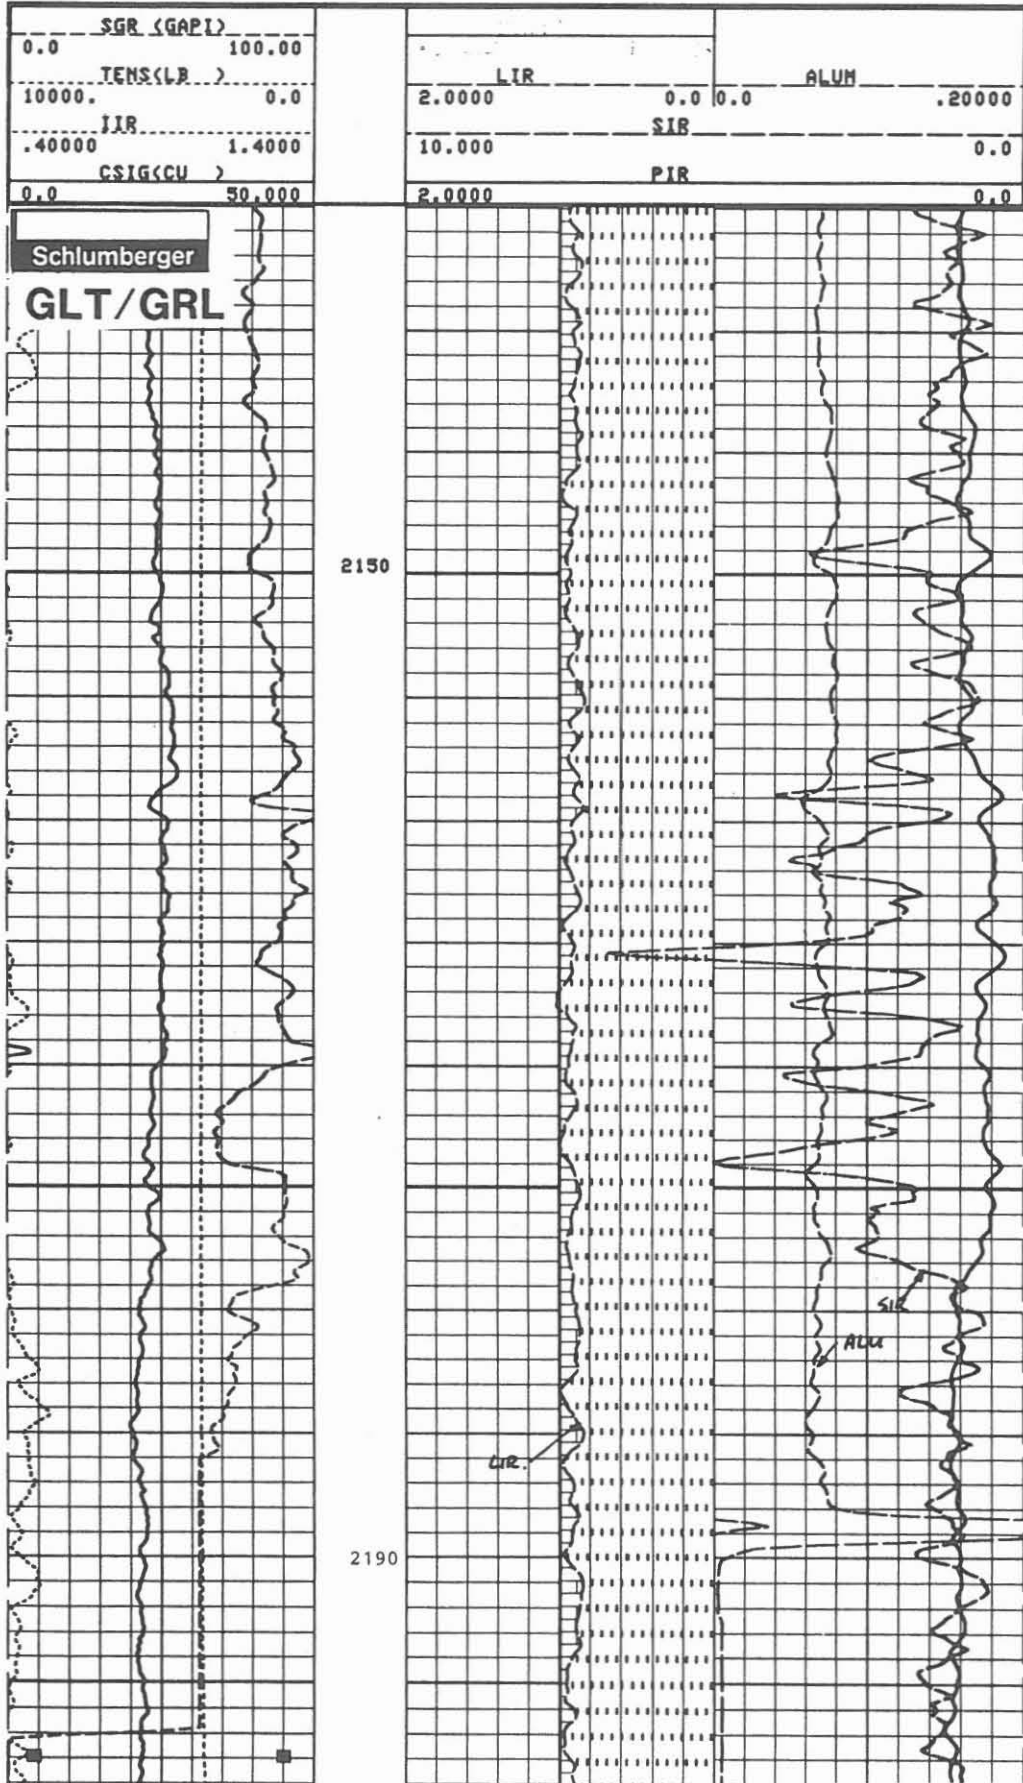 SGR (GAPI)
0.0 100.00
TENS(LB )
10000. 0.0
IIR
.40000 1.4000
CSIG(CU )
0.0 50.000
LIR ALUM
2.0000 0.0 0.0 .20000
SIR
10.000 0.0
PIR
2.0000 0.0
Schlumberger
GLT/GRL
2150
SIR
ALU
LIR.
2190